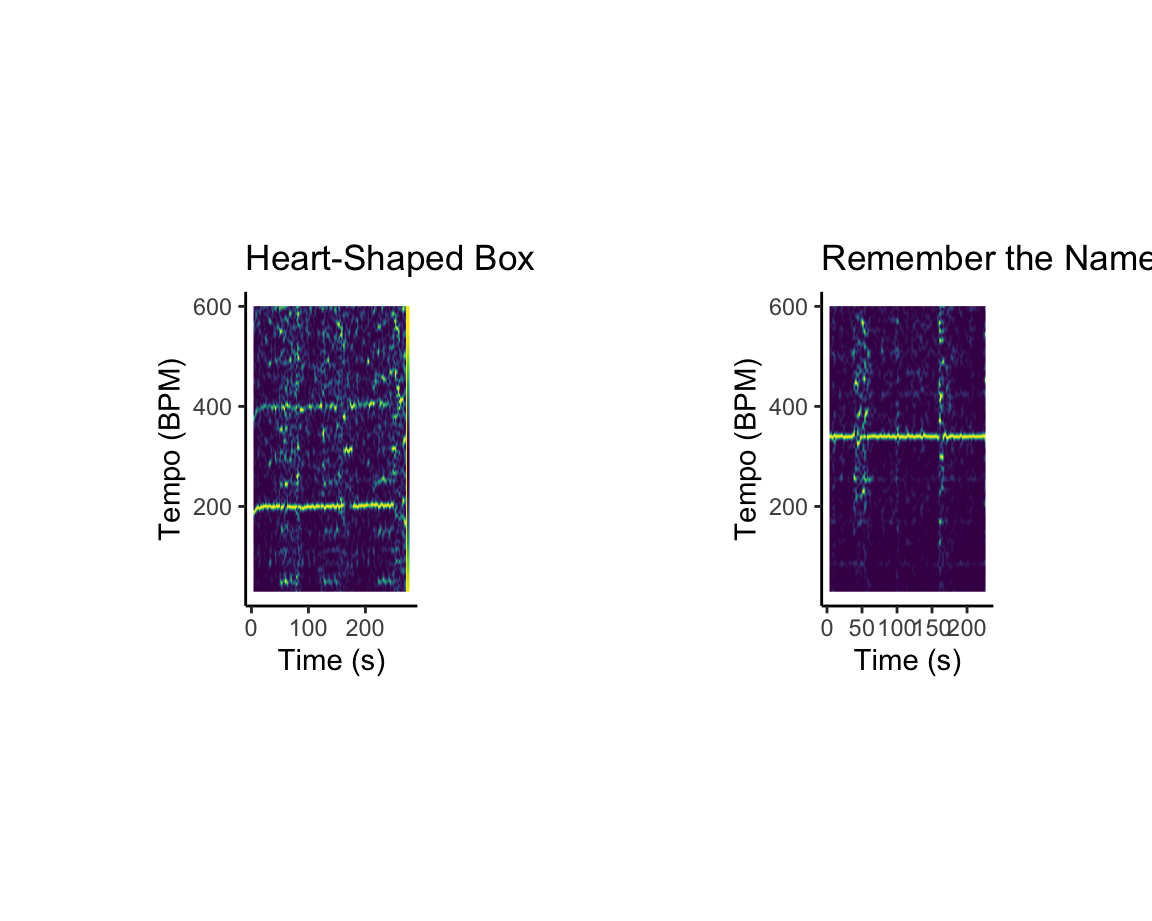 Heart-Shaped Box
Tempo (BPM)
600
400
200
0 100 200
Time (s)
Remember the Name
Tempo (BPM)
600
400
200
0 50 100 150 200
Time (s)